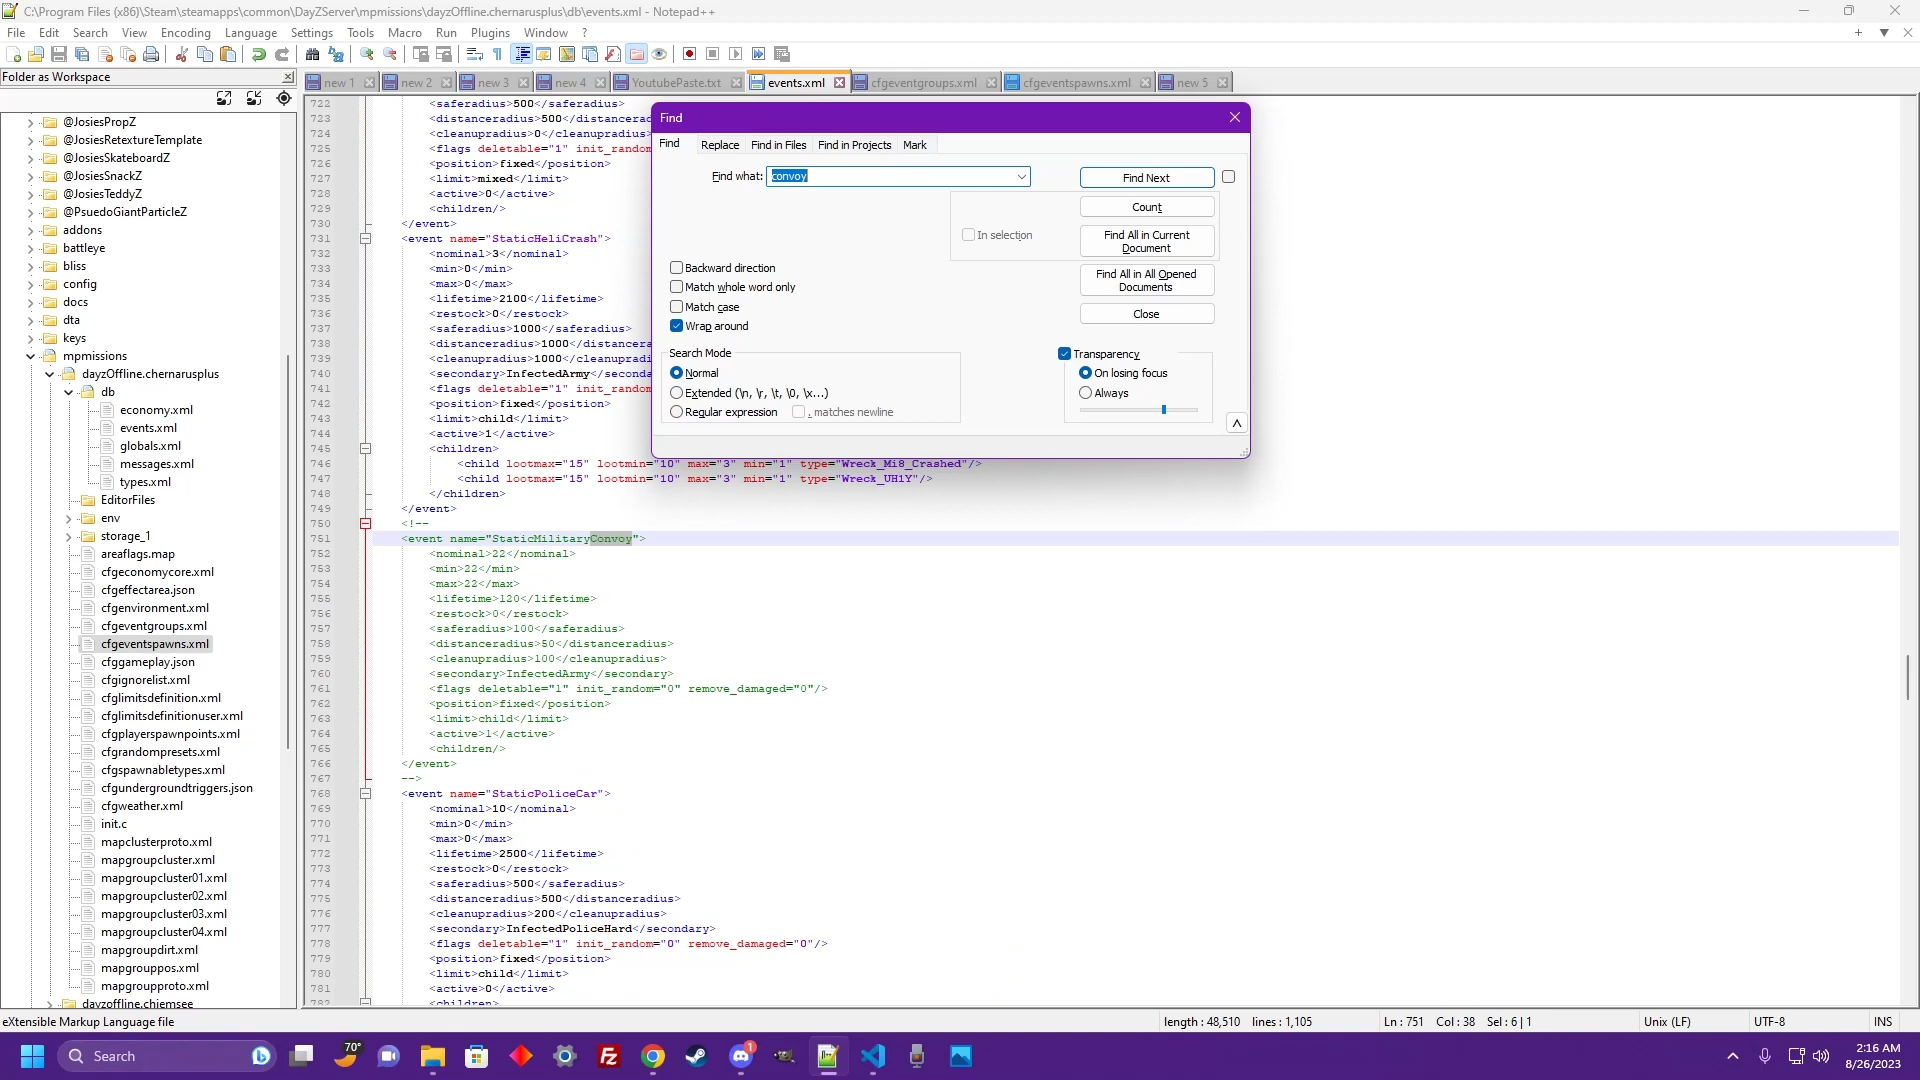 C:\Program Files (x86)\Steam\steamapps\common\DayZServer\mpmissions\dayzOffline.chernarusplus\db\events.xml - Notepad++
File Edit Search View Encoding Language Settings Tools Macro Run Plugins Window ?
Folder as Workspace
new 1 new 2 new 3 new 4 YoutubePaste.txt events.xml cfgeventgroups.xml cfgeventspawns.xml new 5
@JosiesPropZ
@JosiesRetextureTemplate
@JosiesSkateboardZ
@JosiesSnackZ
@JosiesTeddyZ
@PsuedoGiantParticleZ
addons
battleye
bliss
config
docs
dta
keys
mpmissions
dayzOffline.chernarusplus
db
economy.xml
events.xml
globals.xml
messages.xml
types.xml
EditorFiles
env
storage_1
areaflags.map
cfgeconomycore.xml
cfgeffectarea.json
cfgenvironment.xml
cfgeventgroups.xml
cfgeventspawns.xml
cfggameplay.json
cfgignorelist.xml
cfglimitsdefinition.xml
cfglimitsdefinitionuser.xml
cfgplayerspawnpoints.xml
cfgrandompresets.xml
cfgspawnabletypes.xml
cfgundergroundtriggers.json
cfgweather.xml
init.c
mapclusterproto.xml
mapgroupcluster.xml
mapgroupcluster01.xml
mapgroupcluster02.xml
mapgroupcluster03.xml
mapgroupcluster04.xml
mapgroupdirt.xml
mapgrouppos.xml
mapgroupproto.xml
dayzoffline.chiemsee
722 <saferadius>500</saferadius>
723 <distanceradius>500</distancerad
724 <cleanupradius>0</cleanupradius>
725 <flags deletable="1" init_random
726 <position>fixed</position>
727 <limit>mixed</limit>
728 <active>0</active>
729 <children/>
730 </event>
731 <event name="StaticHeliCrash">
732 <nominal>3</nominal>
733 <min>0</min>
734 <max>0</max>
735 <lifetime>2100</lifetime>
736 <restock>0</restock>
737 <saferadius>1000</saferadius>
738 <distanceradius>1000</distancera
739 <cleanupradius>1000</cleanupradi
740 <secondary>InfectedArmy</seconda
741 <flags deletable="1" init_random
742 <position>fixed</position>
743 <limit>child</limit>
744 <active>1</active>
745 <children>
746 <child lootmax="15" lootmin="10" max="3" min="1" type="Wreck_Mi8_Crashed"/>
747 <child lootmax="15" lootmin="10" max="3" min="1" type="Wreck_UH1Y"/>
748 </children>
749 </event>
750 <!--
751 <event name="StaticMilitaryConvoy">
752 <nominal>22</nominal>
753 <min>22</min>
754 <max>22</max>
755 <lifetime>120</lifetime>
756 <restock>0</restock>
757 <saferadius>100</saferadius>
758 <distanceradius>50</distanceradius>
759 <cleanupradius>100</cleanupradius>
760 <secondary>InfectedArmy</secondary>
761 <flags deletable="1" init_random="0" remove_damaged="0"/>
762 <position>fixed</position>
763 <limit>child</limit>
764 <active>1</active>
765 <children/>
766 </event>
767 -->
768 <event name="StaticPoliceCar">
769 <nominal>10</nominal>
770 <min>0</min>
771 <max>0</max>
772 <lifetime>2500</lifetime>
773 <restock>0</restock>
774 <saferadius>500</saferadius>
775 <distanceradius>500</distanceradius>
776 <cleanupradius>200</cleanupradius>
777 <secondary>InfectedPoliceHard</secondary>
778 <flags deletable="1" init_random="0" remove_damaged="0"/>
779 <position>fixed</position>
780 <limit>child</limit>
781 <active>0</active>
782 <children>
Find
Find Replace Find in Files Find in Projects Mark
Find what: convoy Find Next
Count
In selection
Find All in Current
Document
Backward direction
Find All in All Opened
Documents
Match whole word only
Match case
Close
Wrap around
Search Mode Transparency
Normal On losing focus
Extended (\n, \r, \t, \0, \x...) Always
Regular expression . matches newline
eXtensible Markup Language file length : 48,510 lines : 1,105 Ln : 751 Col : 38 Sel : 6 | 1 Unix (LF) UTF-8 INS
Search 70° 1 2:16 AM
8/26/2023